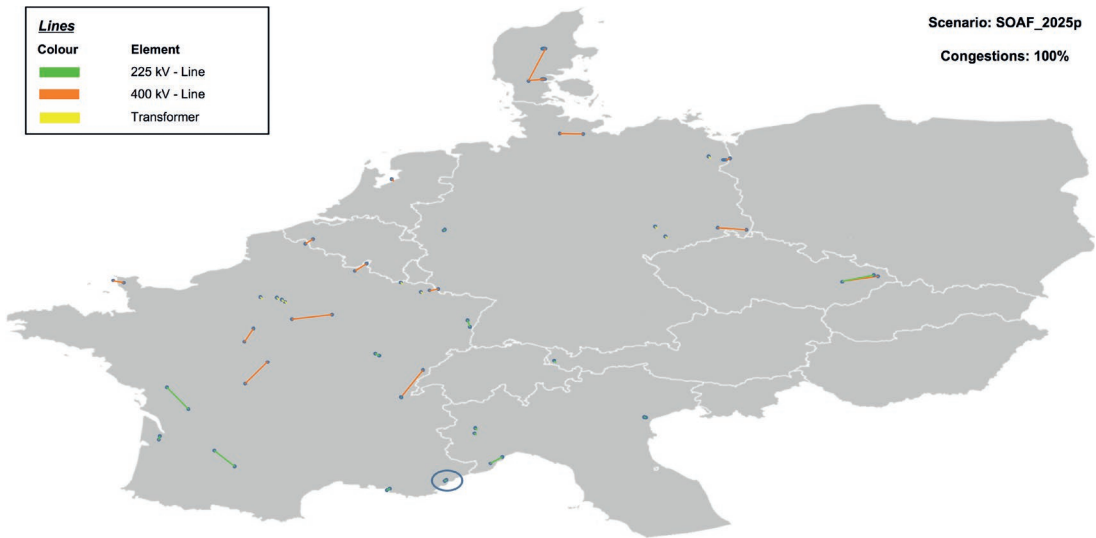 Lines
Colour Element
225 kV - Line
400 kV - Line
Transformer
Scenario: SOAF_2025p
Congestions: 100%